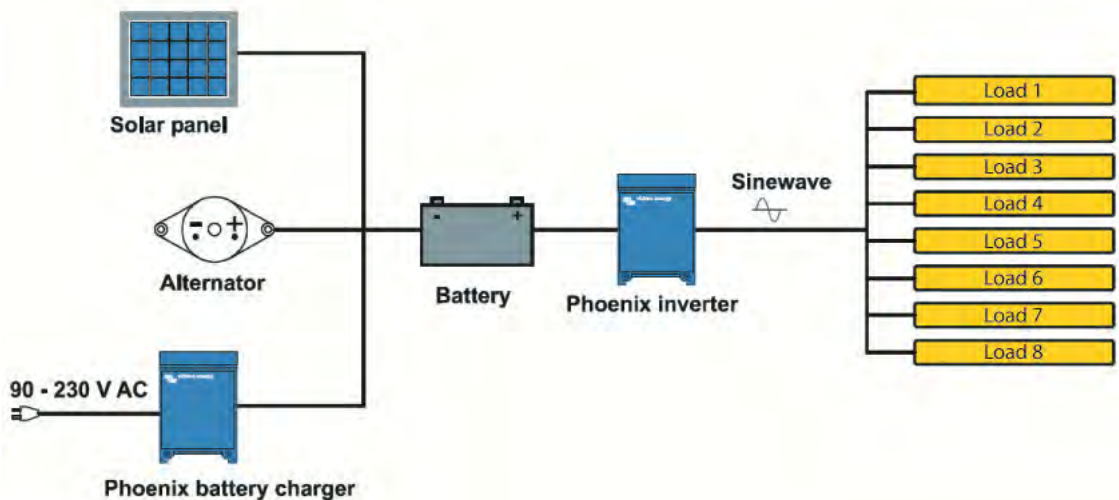 Solar panel
- +
Alternator
90 - 230 V AC
Phoenix battery charger
- +
Battery
Phoenix inverter
Sinewave
Load 1
Load 2
Load 3
Load 4
Load 5
Load 6
Load 7
Load 8